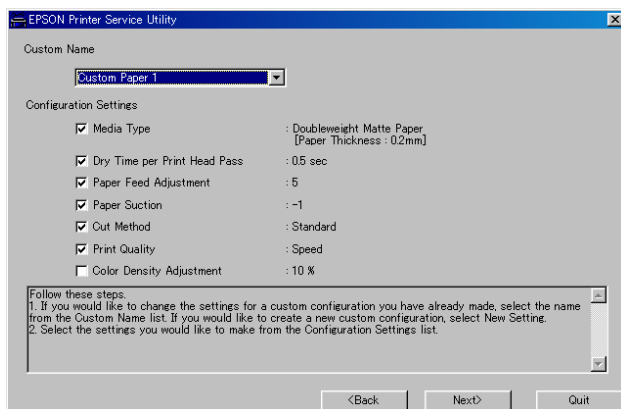 EPSON Printer Service Utility
Custom Name
Custom Paper 1
Configuration Settings
Media Type : Doubleweight Matte Paper
[Paper Thickness : 0.2mm]
Dry Time per Print Head Pass : 0.5 sec
Paper Feed Adjustment : 5
Paper Suction : -1
Cut Method : Standard
Print Quality : Speed
Color Density Adjustment : 10 %
Follow these steps.
1. If you would like to change the settings for a custom configuration you have already made, select the name
from the Custom Name list. If you would like to create a new custom configuration, select New Setting.
2. Select the settings you would like to make from the Configuration Settings list.
<Back Next> Quit